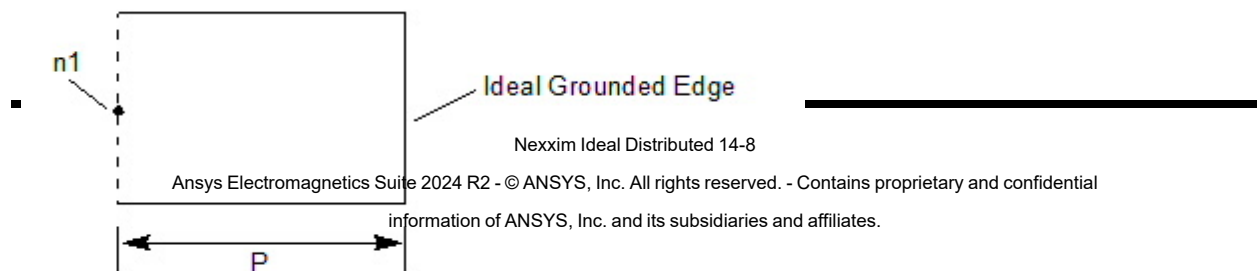 n1
Ideal Grounded Edge
Nexxim Ideal Distributed 14-8
Ansys Electromagnetics Suite 2024 R2 - © ANSYS, Inc. All rights reserved. - Contains proprietary and confidential
information of ANSYS, Inc. and its subsidiaries and affiliates.
P